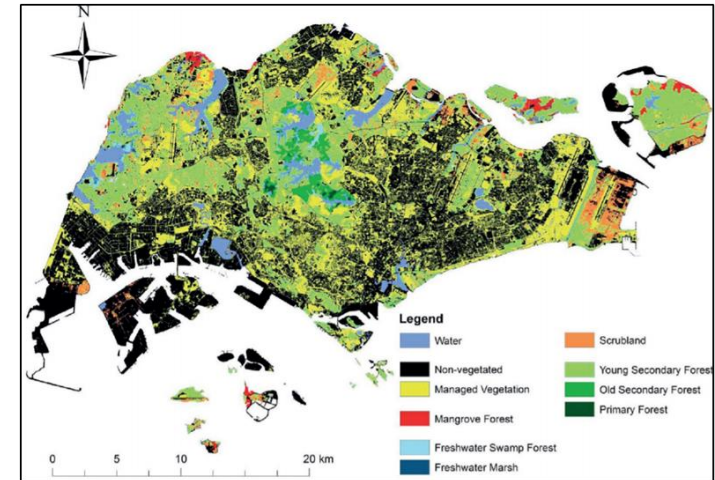 N
Legend
Water
Non-vegetated
Managed Vegetation
Mangrove Forest
Freshwater Swamp Forest
Freshwater Marsh
Scrubland
Young Secondary Forest
Old Secondary Forest
Primary Forest
0 5 10 20 km